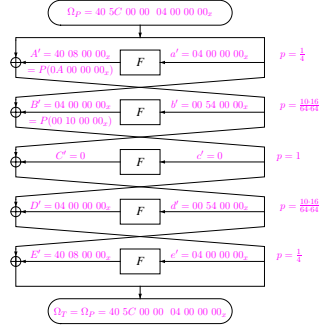 Ω_P = 40 5C 00 00 04 00 00 00_x
A′ = 40 08 00 00_x F a′ = 04 00 00 00_x p = 1/4
= P(0A 00 00 00_x)
B′ = 04 00 00 00_x F b′ = 00 54 00 00_x p = 10·16/64·64
= P(00 10 00 00_x)
C′ = 0 F c′ = 0 p = 1
D′ = 04 00 00 00_x F d′ = 00 54 00 00_x p = 10·16/64·64
E′ = 40 08 00 00_x F e′ = 04 00 00 00_x p = 1/4
Ω_T = Ω_P = 40 5C 00 00 04 00 00 00_x